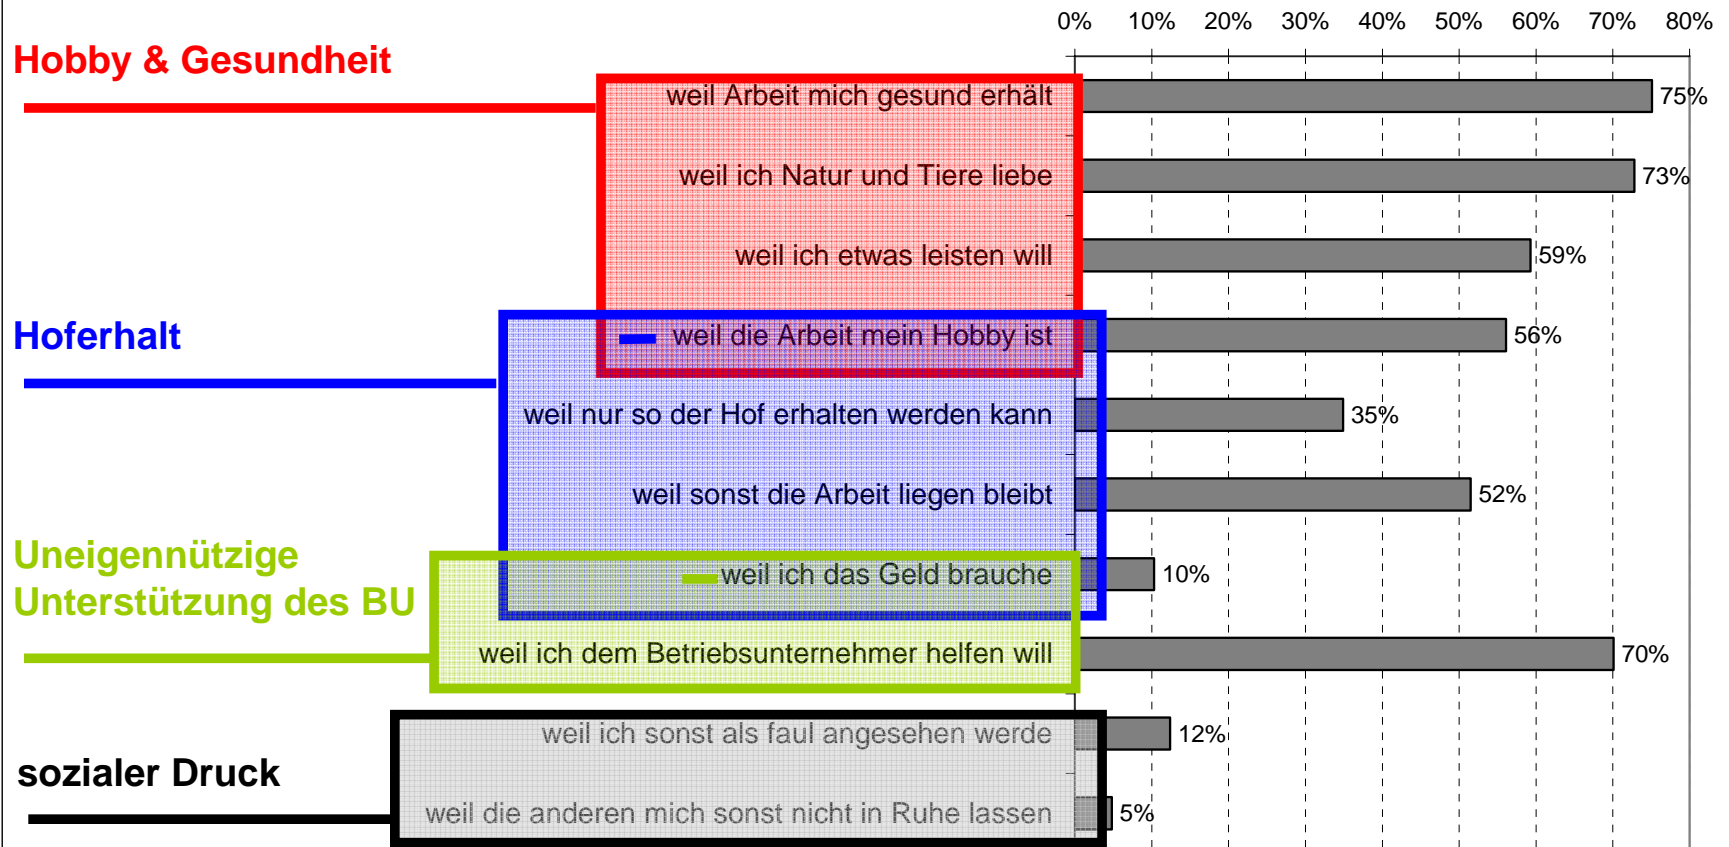 0% 10% 20% 30% 40% 50% 60% 70% 80%
Hobby & Gesundheit
weil Arbeit mich gesund erhält 75%
weil ich Natur und Tiere liebe 73%
weil ich etwas leisten will 59%
Hoferhalt
weil die Arbeit mein Hobby ist 56%
weil nur so der Hof erhalten werden kann 35%
weil sonst die Arbeit liegen bleibt 52%
Uneigennützige
Unterstützung des BU
weil ich das Geld brauche 10%
weil ich dem Betriebsunternehmer helfen will 70%
weil ich sonst als faul angesehen werde 12%
sozialer Druck
weil die anderen mich sonst nicht in Ruhe lassen 5%